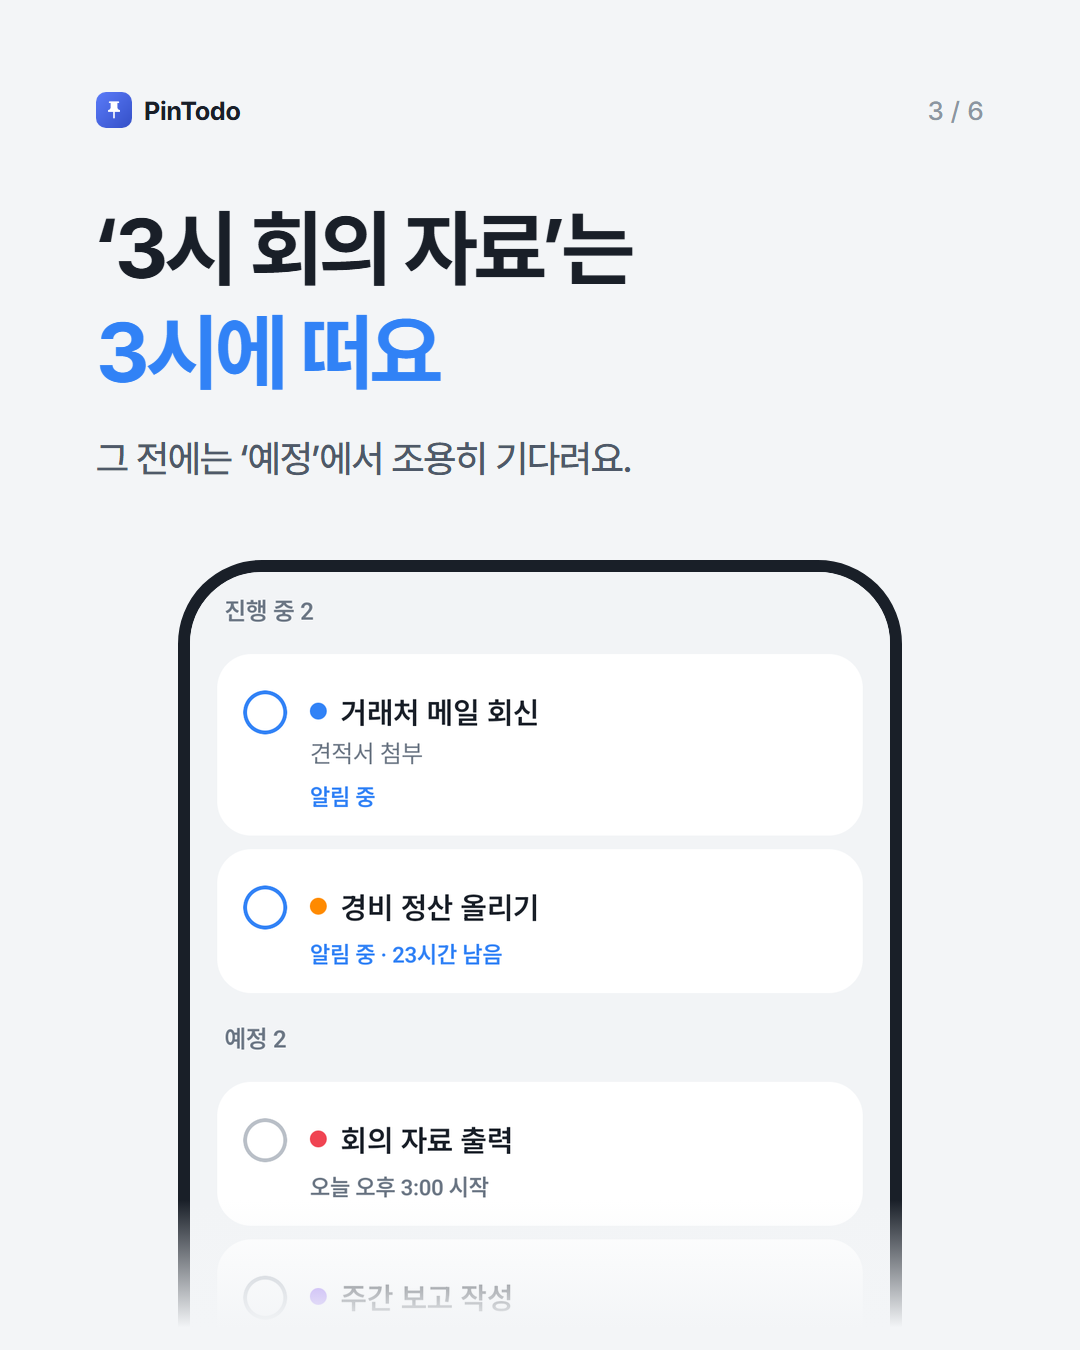 PinTodo
3 / 6
‘3시 회의 자료’는
3시에 떠요
그 전에는 ‘예정’에서 조용히 기다려요.
진행 중 2
거래처 메일 회신
견적서 첨부
알림 중
경비 정산 올리기
알림 중 · 23시간 남음
예정 2
회의 자료 출력
오늘 오후 3:00 시작
주간 보고 작성